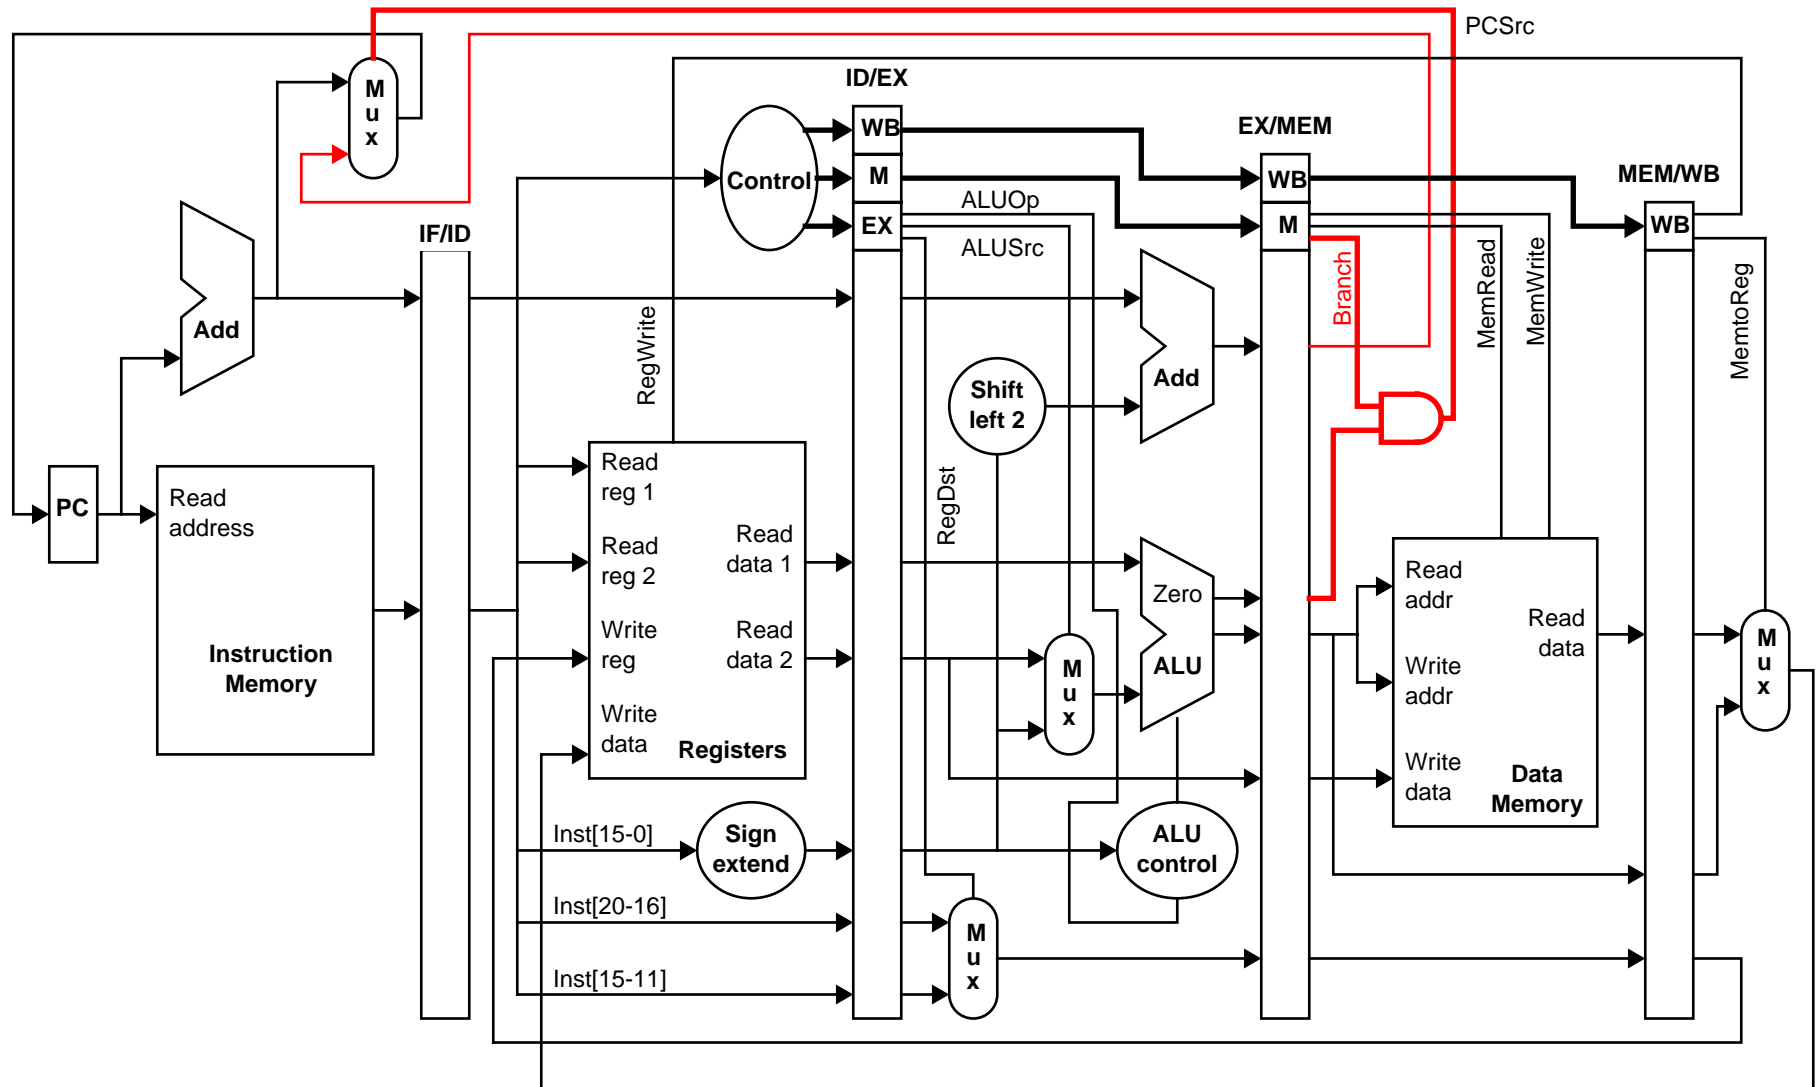 PCSrc
M
u
x
ID/EX
WB
M
EX
Control
ALUOp
ALUSrc
EX/MEM
WB
M
MEM/WB
WB
IF/ID
Add
RegWrite
Branch
MemRead
MemWrite
MemtoReg
Shift
left 2
Add
PC
Read
address
Instruction
Memory
Read
reg 1
Read
reg 2
Write
reg
Write
data
Read
data 1
Read
data 2
Registers
RegDst
M
u
x
Zero
ALU
Read
addr
Write
addr
Write
data
Read
data
Data
Memory
M
u
x
Inst[15-0]
Sign
extend
ALU
control
Inst[20-16]
Inst[15-11]
M
u
x